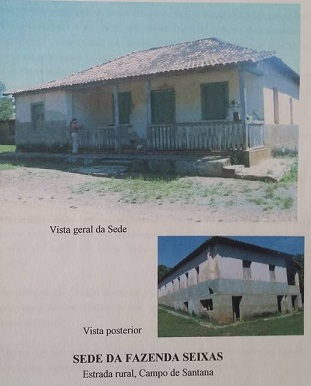 Vista geral da Sede
Vista posterior
SEDE DA FAZENDA SEIXAS
Estrada rural, Campo de Santana